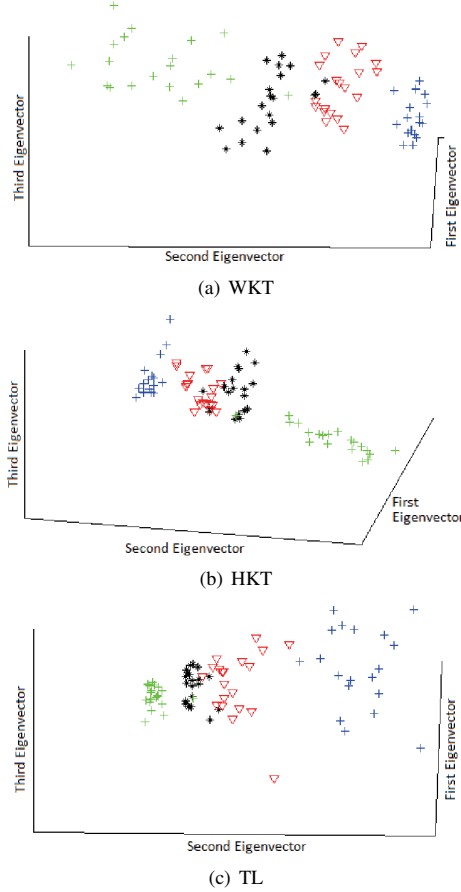 Third Eigenvector
First Eigenvector
Second Eigenvector
(a) WKT
Third Eigenvector
First
Eigenvector
Second Eigenvector
(b) HKT
Third Eigenvector
First Eigenvector
Second Eigenvector
(c) TL